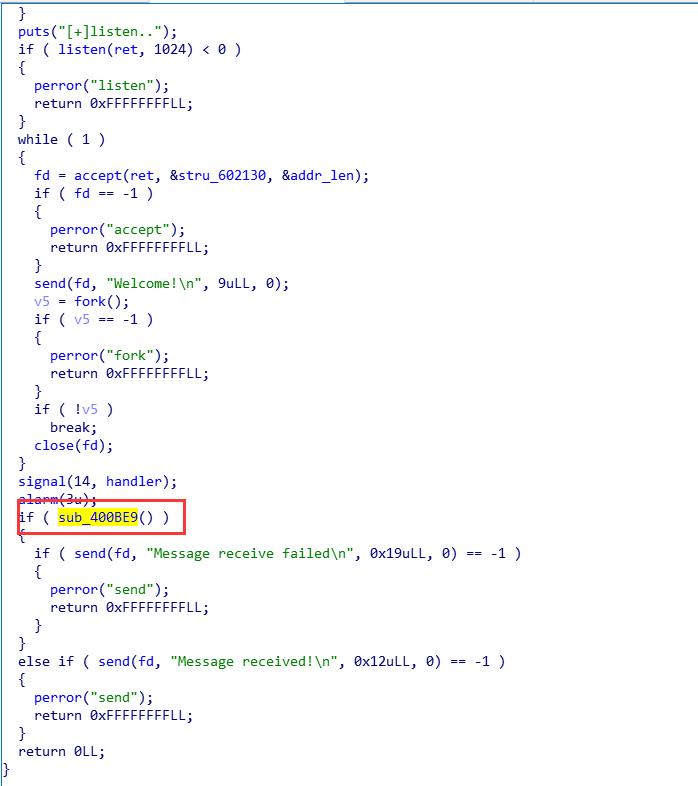 }
puts("[+]listen..");
if ( listen(ret, 1024) < 0 )
{
perror("listen");
return 0xFFFFFFFFLL;
}
while ( 1 )
{
fd = accept(ret, &stru_602130, &addr_len);
if ( fd == -1 )
{
perror("accept");
return 0xFFFFFFFFLL;
}
send(fd, "Welcome!\n", 9uLL, 0);
v5 = fork();
if ( v5 == -1 )
{
perror("fork");
return 0xFFFFFFFFLL;
}
if ( !v5 )
break;
close(fd);
}
signal(14, handler);
alarm(3u);
if ( sub_400BE9() )
{
if ( send(fd, "Message receive failed\n", 0x19uLL, 0) == -1 )
{
perror("send");
return 0xFFFFFFFFLL;
}
}
else if ( send(fd, "Message received!\n", 0x12uLL, 0) == -1 )
{
perror("send");
return 0xFFFFFFFFLL;
}
return 0LL;
}